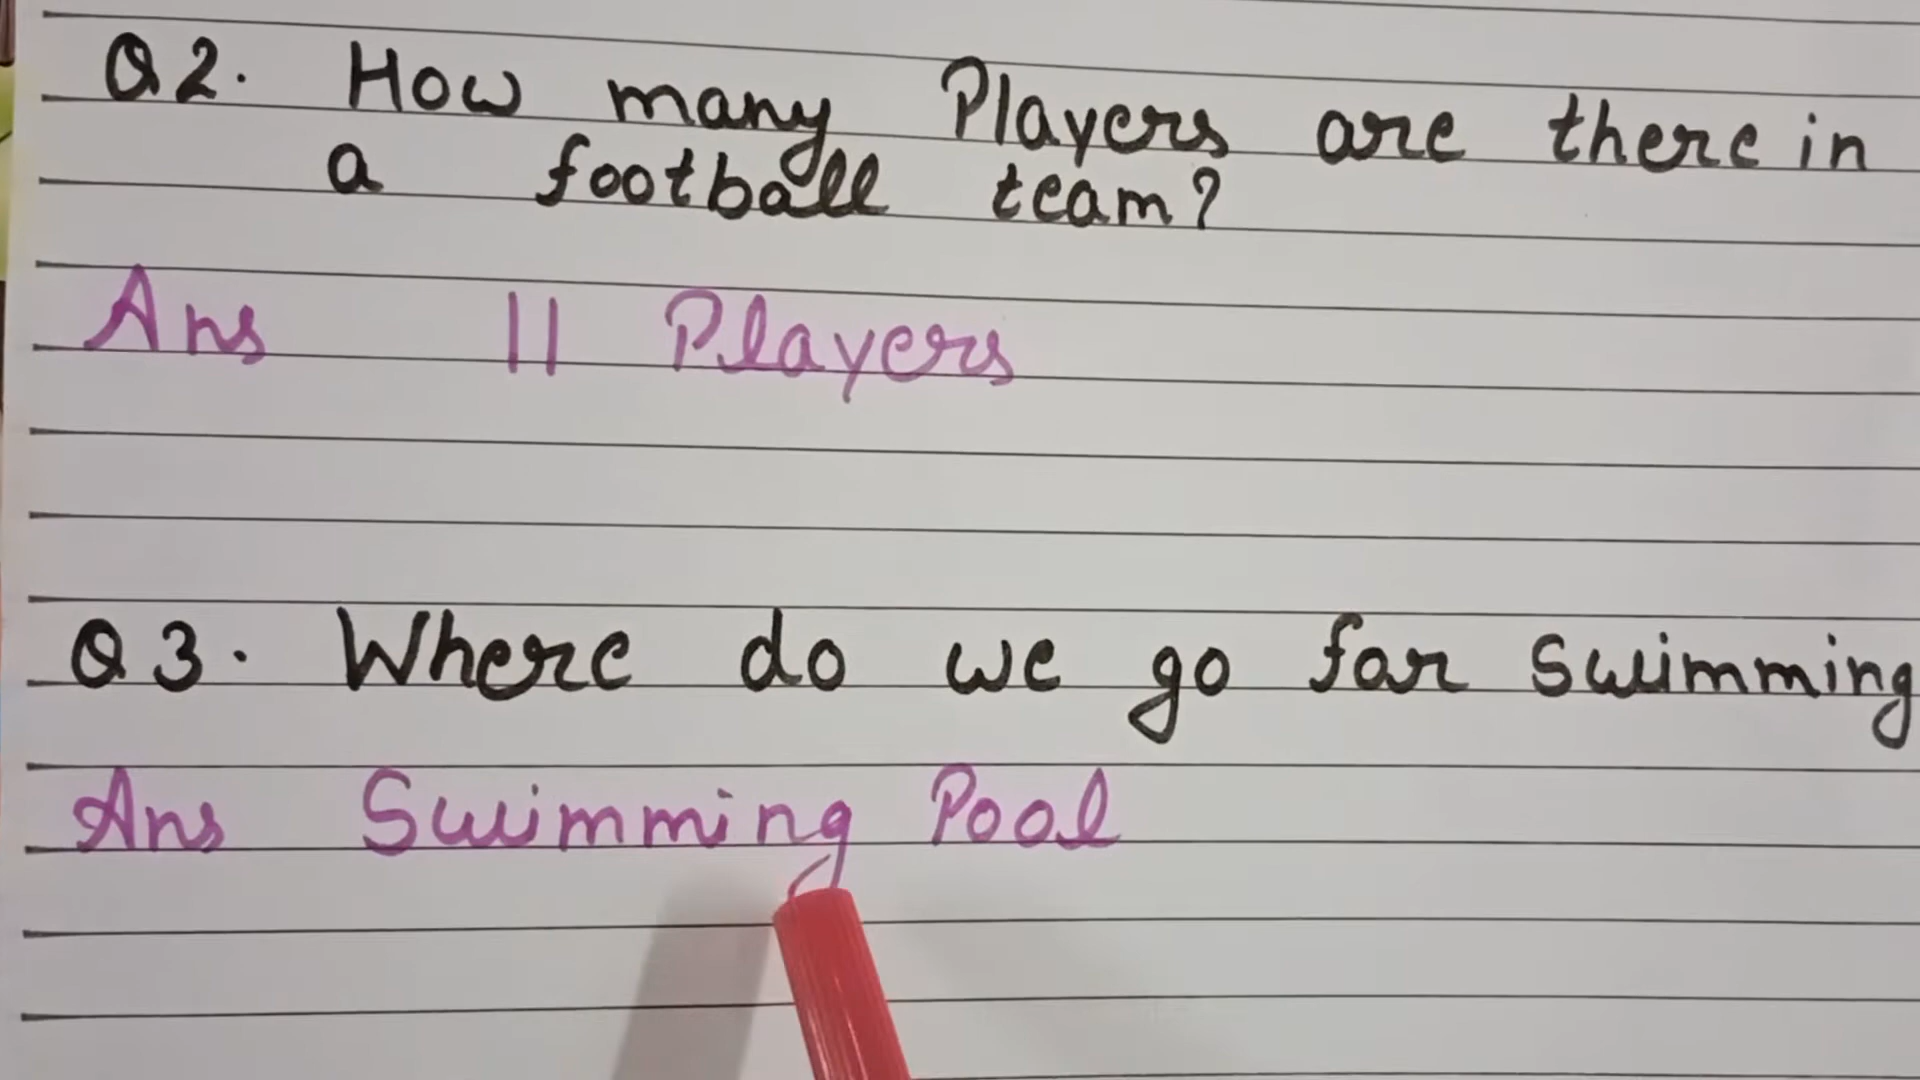 Q2. How many Players are there in
a football team?
Ans 11 Players
Q3. Where do we go for Swimming
Ans Swimming Pool